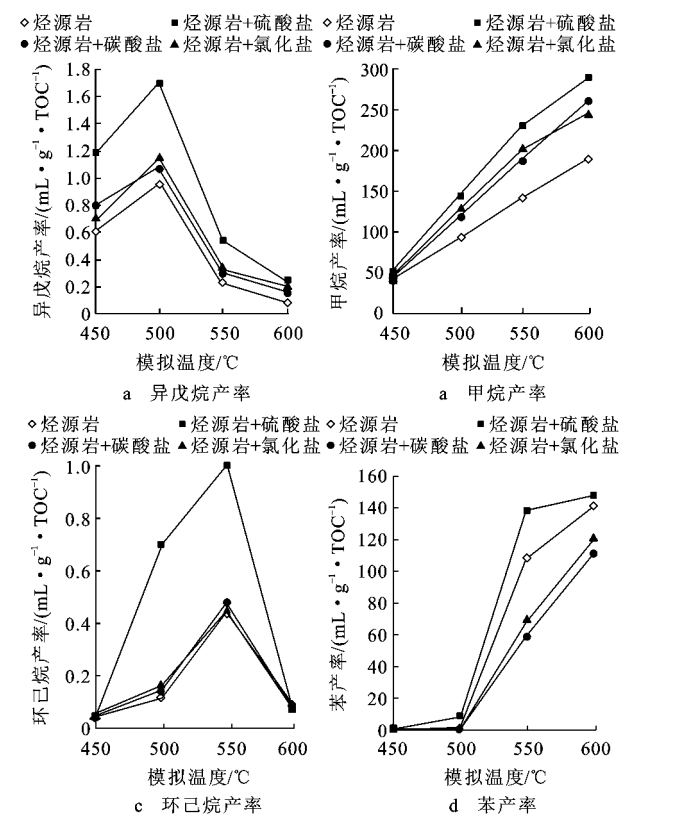 烃源岩 烃源岩+硫酸盐 烃源岩 烃源岩+硫酸盐
烃源岩+碳酸盐 烃源岩+氯化盐 烃源岩+碳酸盐 烃源岩+氯化盐
异戊烷产率/(mL·g⁻¹·TOC⁻¹)
1.8
1.6
1.4
1.2
1.0
0.8
0.6
0.4
0.2
0
450 500 550 600
模拟温度/℃
a 异戊烷产率
甲烷产率/(mL·g⁻¹·TOC⁻¹)
300
250
200
150
100
50
0
450 500 550 600
模拟温度/℃
a 甲烷产率
烃源岩 烃源岩+硫酸盐 烃源岩 烃源岩+硫酸盐
烃源岩+碳酸盐 烃源岩+氯化盐 烃源岩+碳酸盐 烃源岩+氯化盐
环己烷产率/(mL·g⁻¹·TOC⁻¹)
1.0
0.8
0.6
0.4
0.2
0
450 500 550 600
模拟温度/℃
c 环己烷产率
苯产率/(mL·g⁻¹·TOC⁻¹)
160
140
120
100
80
60
40
20
0
450 500 550 600
模拟温度/℃
d 苯产率